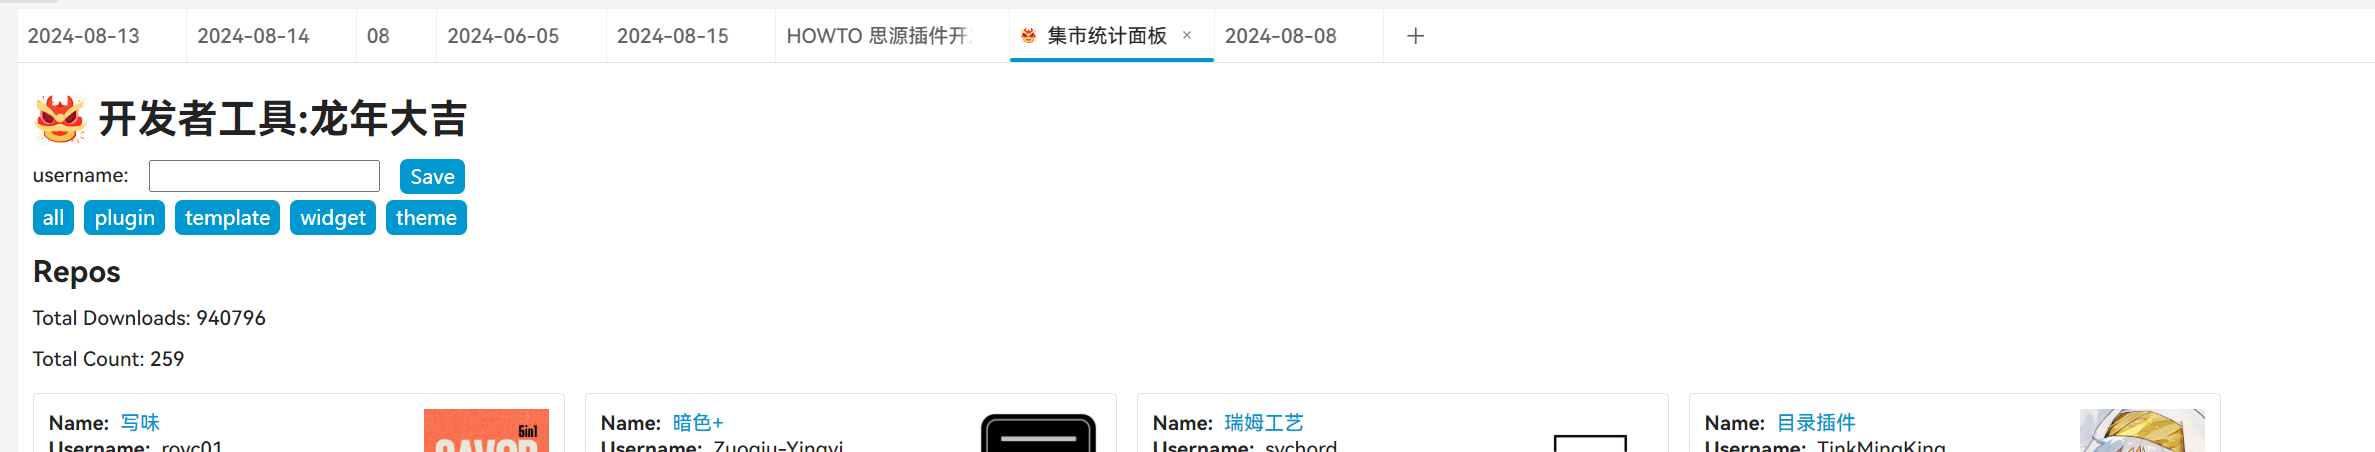 2024-08-13 2024-08-14 08 2024-06-05 2024-08-15 HOWTO 思源插件开 集市统计面板 × 2024-08-08 +
开发者工具:龙年大吉
username: Save
all plugin template widget theme
Repos
Total Downloads: 940796
Total Count: 259
Name: 写味 5in1 Name: 暗色+ Name: 瑞姆工艺 Name: 目录插件
Username: royc01 SAVOR Username: Zuoqiu-Yingyi Username: sychord Username: TinkMingKing